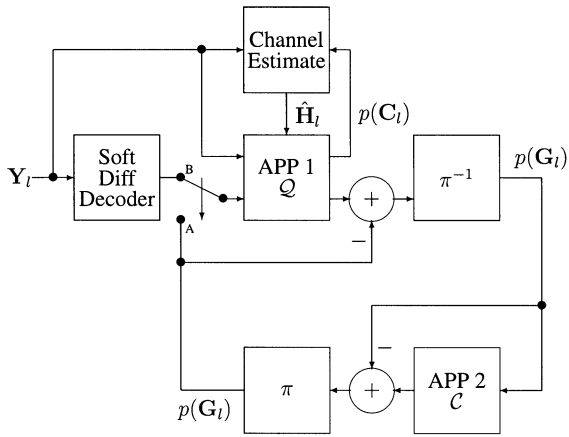 Channel
Estimate
Ĥ_l
p(C_l)
Y_l
Soft
Diff
Decoder
B
A
APP 1
𝒬
+
−
π⁻¹
p(G_l)
−
π
+
APP 2
𝒞
p(G_l)